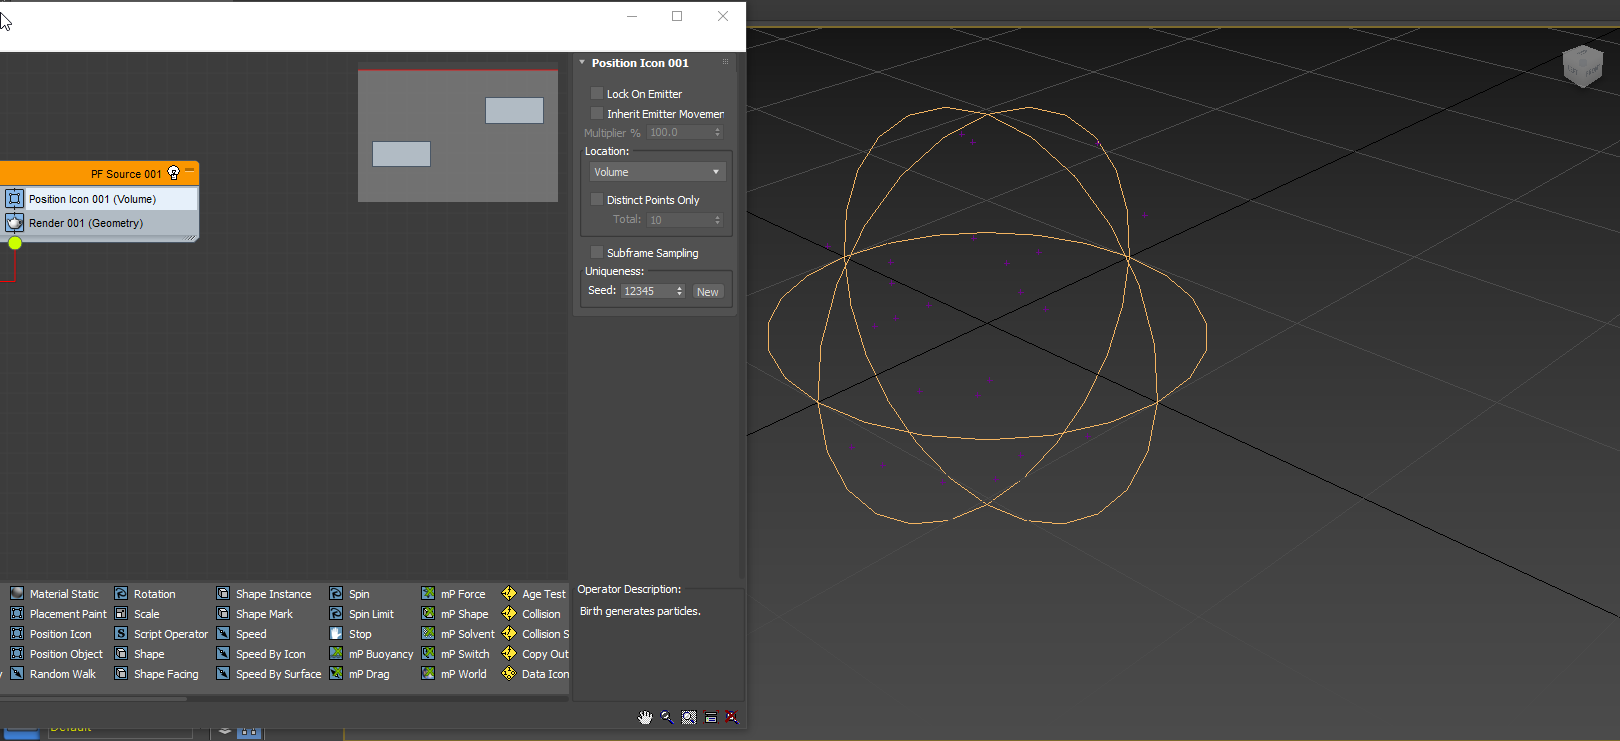 Position Icon 001
Lock On Emitter
Inherit Emitter Movemen
Multiplier % 100.0
Location:
Volume
Distinct Points Only
Total: 10
Subframe Sampling
Uniqueness:
Seed: 12345 New
PF Source 001
Position Icon 001 (Volume)
Render 001 (Geometry)
Material Static Rotation Shape Instance Spin mP Force Age Test
Placement Paint Scale Shape Mark Spin Limit mP Shape Collision
Position Icon Script Operator Speed Stop mP Solvent Collision S
Position Object Shape Speed By Icon mP Buoyancy mP Switch Copy Out
Random Walk Shape Facing Speed By Surface mP Drag mP World Data Icon
Operator Description:
Birth generates particles.
Default